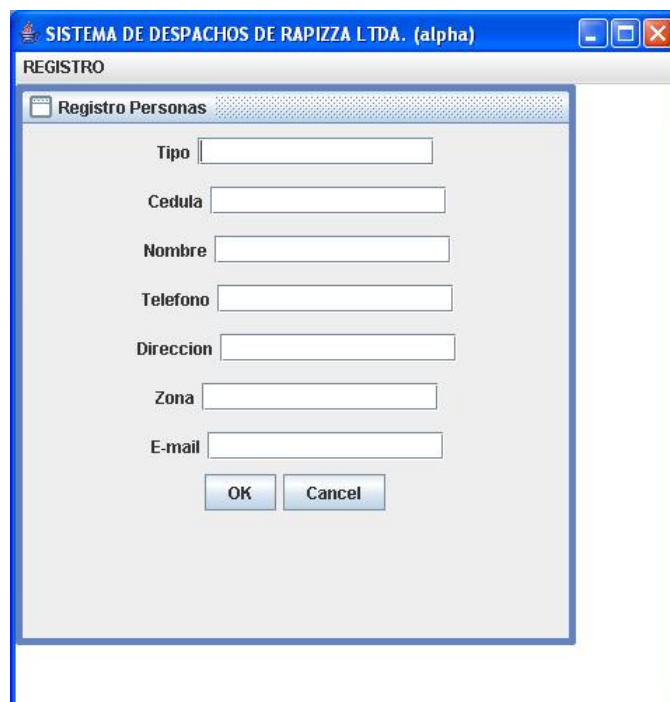 SISTEMA DE DESPACHOS DE RAPIZZA LTDA. (alpha)
REGISTRO
Registro Personas
Tipo
Cedula
Nombre
Telefono
Direccion
Zona
E-mail
OK Cancel